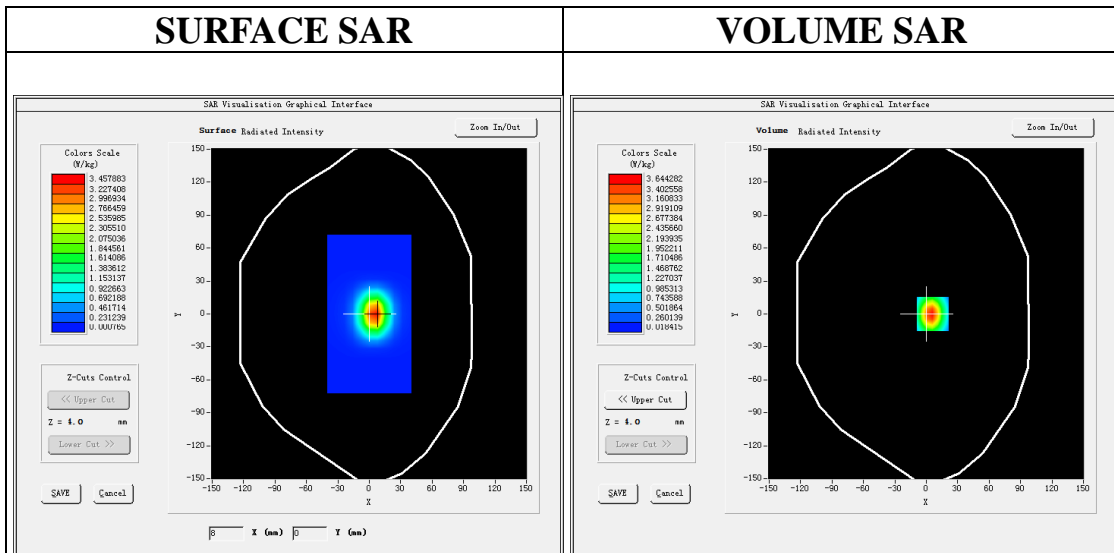 SURFACE SAR
VOLUME SAR
SAR Visualisation Graphical Interface
Surface Radiated Intensity
Zoom In/Out
Colors Scale
(W/kg)
3.457883
3.227408
2.996934
2.766459
2.535985
2.305510
2.075036
1.844561
1.614086
1.383612
1.153137
0.922663
0.692188
0.461714
0.231239
0.000765
150
120
90
60
30
0
-30
-60
-90
-120
-150
Y
-150 -120 -90 -60 -30 0 30 60 90 120 150
X
Z-Cuts Control
<< Upper Cut
Z = 4.0 mm
Lower Cut >>
SAVE Cancel
8 X (mm) 0 Y (mm)
SAR Visualisation Graphical Interface
Volume Radiated Intensity
Zoom In/Out
Colors Scale
(W/kg)
3.644282
3.402558
3.160833
2.919109
2.677384
2.435660
2.193935
1.952211
1.710486
1.468762
1.227037
0.985313
0.743588
0.501864
0.260139
0.018415
150
120
90
60
30
0
-30
-60
-90
-120
-150
Y
-150 -120 -90 -60 -30 0 30 60 90 120 150
X
Z-Cuts Control
<< Upper Cut
Z = 4.0 mm
Lower Cut >>
SAVE Cancel